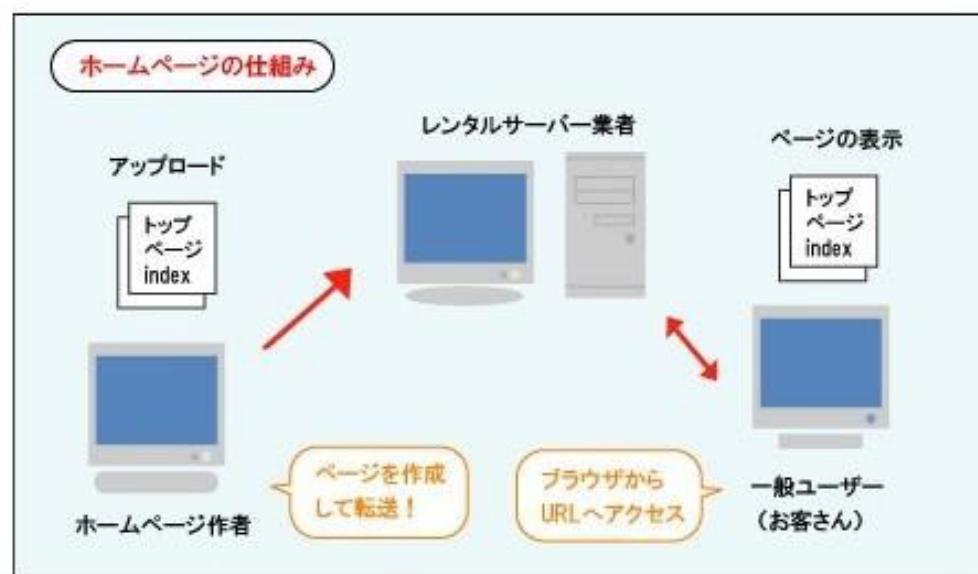 ホームページの仕組み
レンタルサーバー業者
ページの表示
アップロード
トップ
ページ
index
トップ
ページ
index
ページを作成
して転送！
ブラウザから
URLへアクセス
ホームページ作者
一般ユーザー
（お客さん）